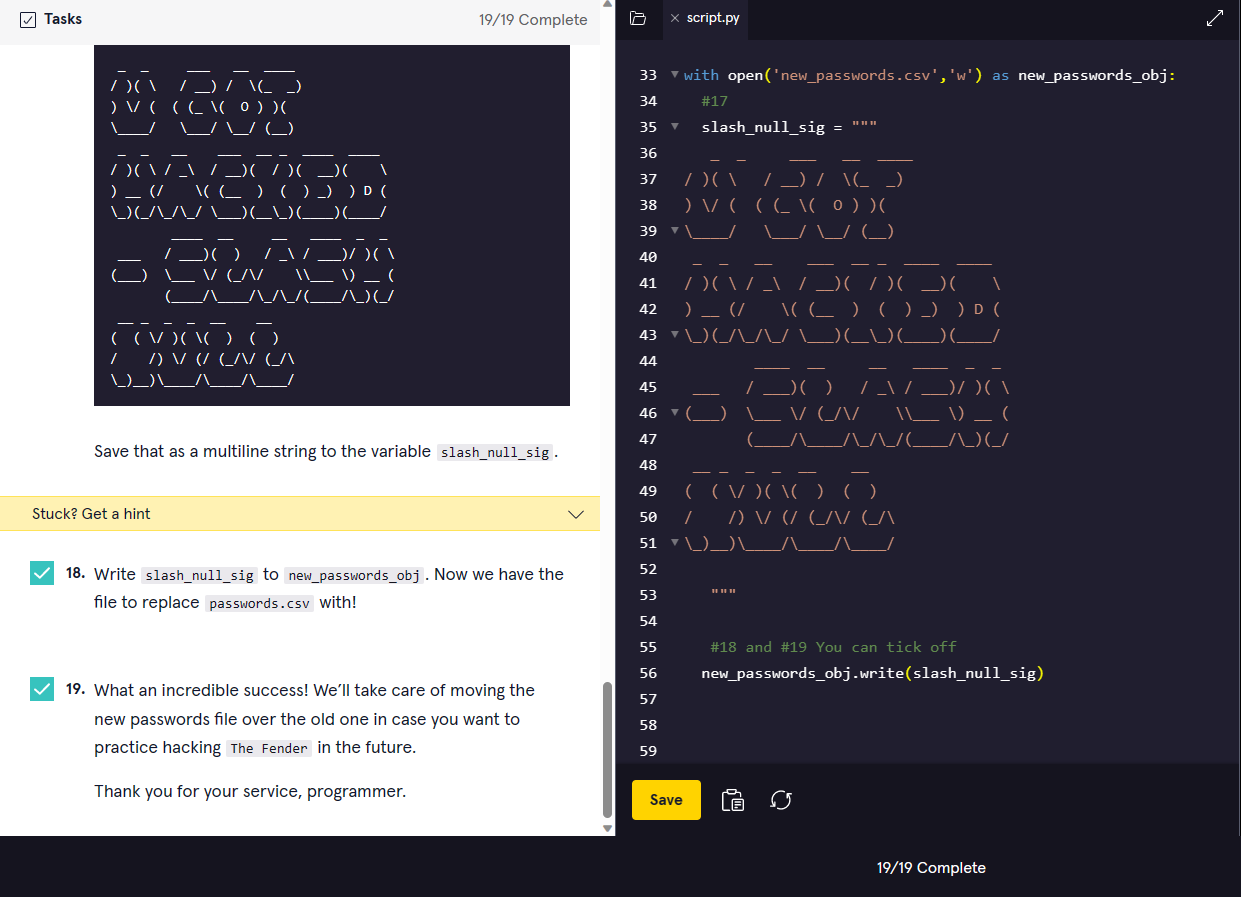 Tasks
19/19 Complete
 _  _     ___   __  ____
/ )( \   / __) /  \(_  _)
) \/ (  ( (_ \(  O ) )(
\____/   \___/ \__/ (__)
 _  _   __    ___  __ _  ____  ____
/ )( \ / _\  / __)(  / )(  __)(    \
) __ (/    \( (__  )  (  ) _)  ) D (
\_)(_/\_/\_/ \___)(__\_)(____)(____/
       ____  __     __   ____  _  _
 ___   / ___)(  )   / _\ / ___)/ )( \
(___)  \___ \/ (_/\/    \\___ \) __ (
       (____/\____/\_/\_/(____/\_)(_/
 __ _  _  _  __    __
(  ( \/ )( \(  )  (  )
/    /) \/ (/ (_/\/ (_/\
\_)__)\____/\____/\____/
Save that as a multiline string to the variable slash_null_sig.
Stuck? Get a hint
18. Write slash_null_sig to new_passwords_obj. Now we have the
file to replace passwords.csv with!
19. What an incredible success! We’ll take care of moving the
new passwords file over the old one in case you want to
practice hacking The Fender in the future.
Thank you for your service, programmer.
script.py
33 with open('new_passwords.csv','w') as new_passwords_obj:
34   #17
35   slash_null_sig = """
36    _  _     ___   __  ____
37 / )( \   / __) /  \(_  _)
38 ) \/ (  ( (_ \(  O ) )(
39 \____/   \___/ \__/ (__)
40  _  _   __    ___  __ _  ____  ____
41 / )( \ / _\  / __)(  / )(  __)(    \
42 ) __ (/    \( (__  )  (  ) _)  ) D (
43 \_)(_/\_/\_/ \___)(__\_)(____)(____/
44         ____  __     __   ____  _  _
45  ___   / ___)(  )   / _\ / ___)/ )( \
46 (___)  \___ \/ (_/\/    \\___ \) __ (
47        (____/\____/\_/\_/(____/\_)(_/
48  __ _  _  _  __    __
49 (  ( \/ )( \(  )  (  )
50 /    /) \/ (/ (_/\/ (_/\
51 \_)__)\____/\____/\____/
52
53    """
54
55    #18 and #19 You can tick off
56   new_passwords_obj.write(slash_null_sig)
57
58
59
Save
19/19 Complete